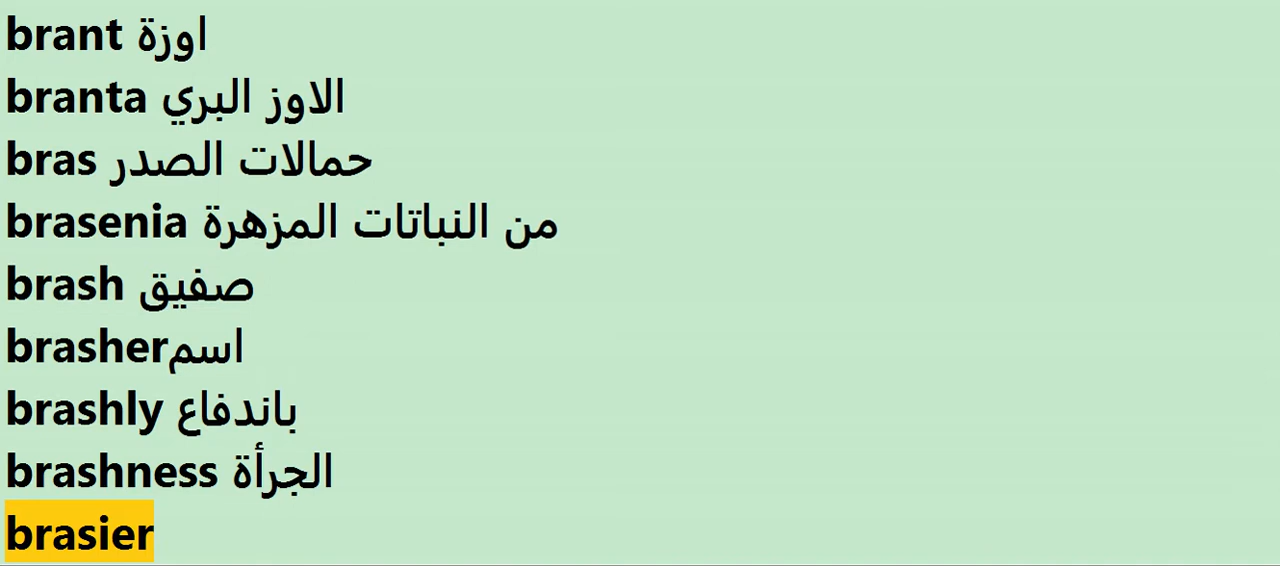 brant اوزة
branta الاوز البري
bras حمالات الصدر
brasenia من النباتات المزهرة
brash صفيق
brasherاسم
brashly باندفاع
brashness الجرأة
brasier